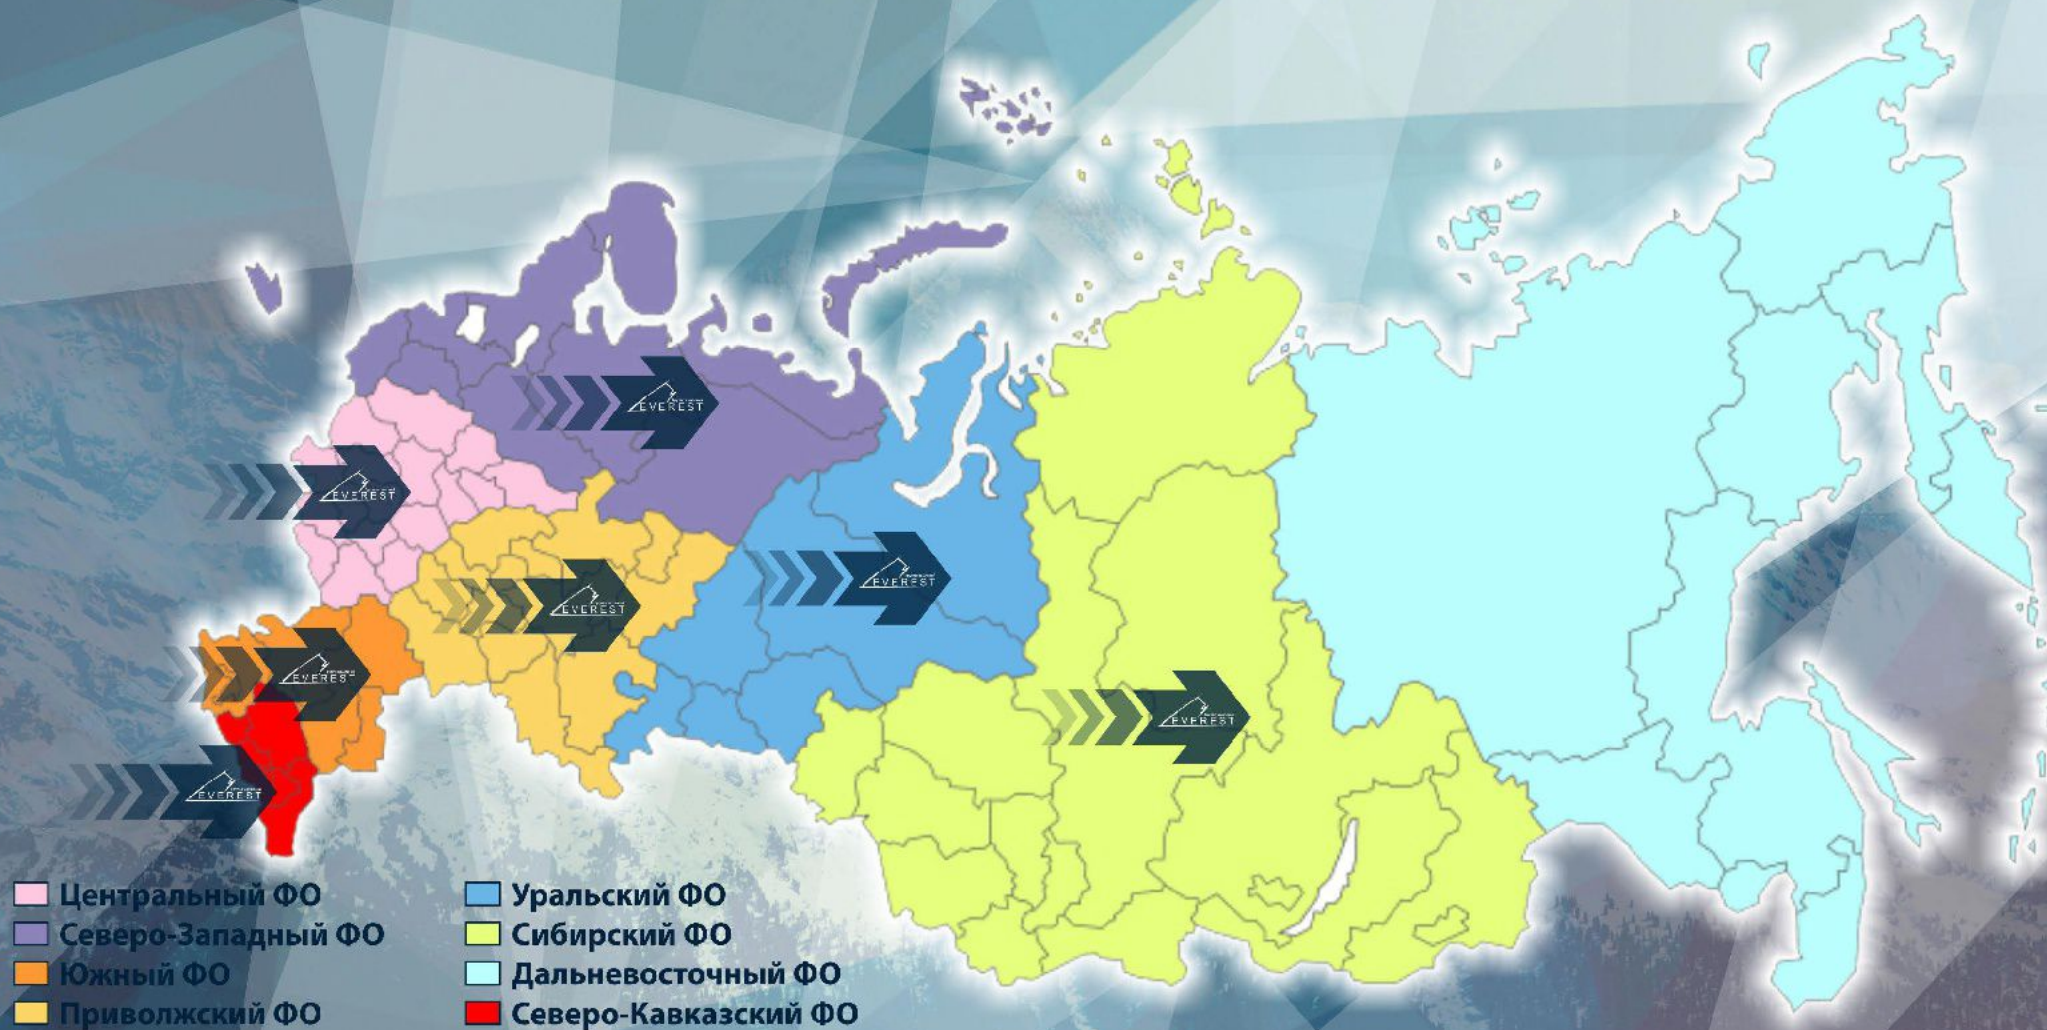 EVEREST
EVEREST
EVEREST
EVEREST
EVEREST
EVEREST
EVEREST
Центральный ФО
Северо-Западный ФО
Южный ФО
Приволжский ФО
Уральский ФО
Сибирский ФО
Дальневосточный ФО
Северо-Кавказский ФО